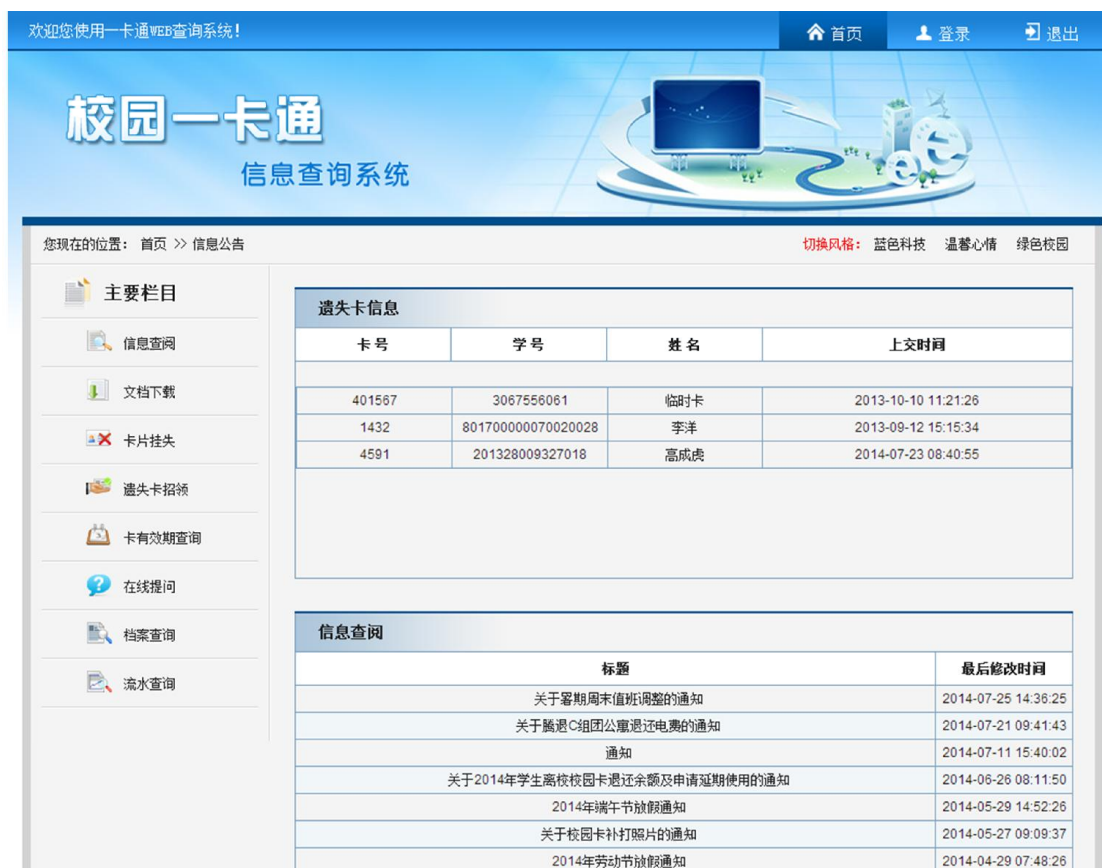 欢迎您使用一卡通WEB查询系统!
首页 登录 退出
校园一卡通
信息查询系统
您现在的位置： 首页 >> 信息公告
切换风格： 蓝色科技 温馨心情 绿色校园
主要栏目
信息查阅
文档下载
卡片挂失
遗失卡招领
卡有效期查询
在线提问
档案查询
流水查询
遗失卡信息
卡号 学号 姓名 上交时间
401567 3067556061 临时卡 2013-10-10 11:21:26
1432 801700000070020028 李洋 2013-09-12 15:15:34
4591 201328009327018 高成虎 2014-07-23 08:40:55
信息查阅
标题 最后修改时间
关于暑期周末值班调整的通知 2014-07-25 14:36:25
关于腾退C组团公寓退还电费的通知 2014-07-21 09:41:43
通知 2014-07-11 15:40:02
关于2014年学生离校校园卡退还余额及申请延期使用的通知 2014-06-26 08:11:50
2014年端午节放假通知 2014-05-29 14:52:26
关于校园卡补打照片的通知 2014-05-27 09:09:37
2014年劳动节放假通知 2014-04-29 07:48:26